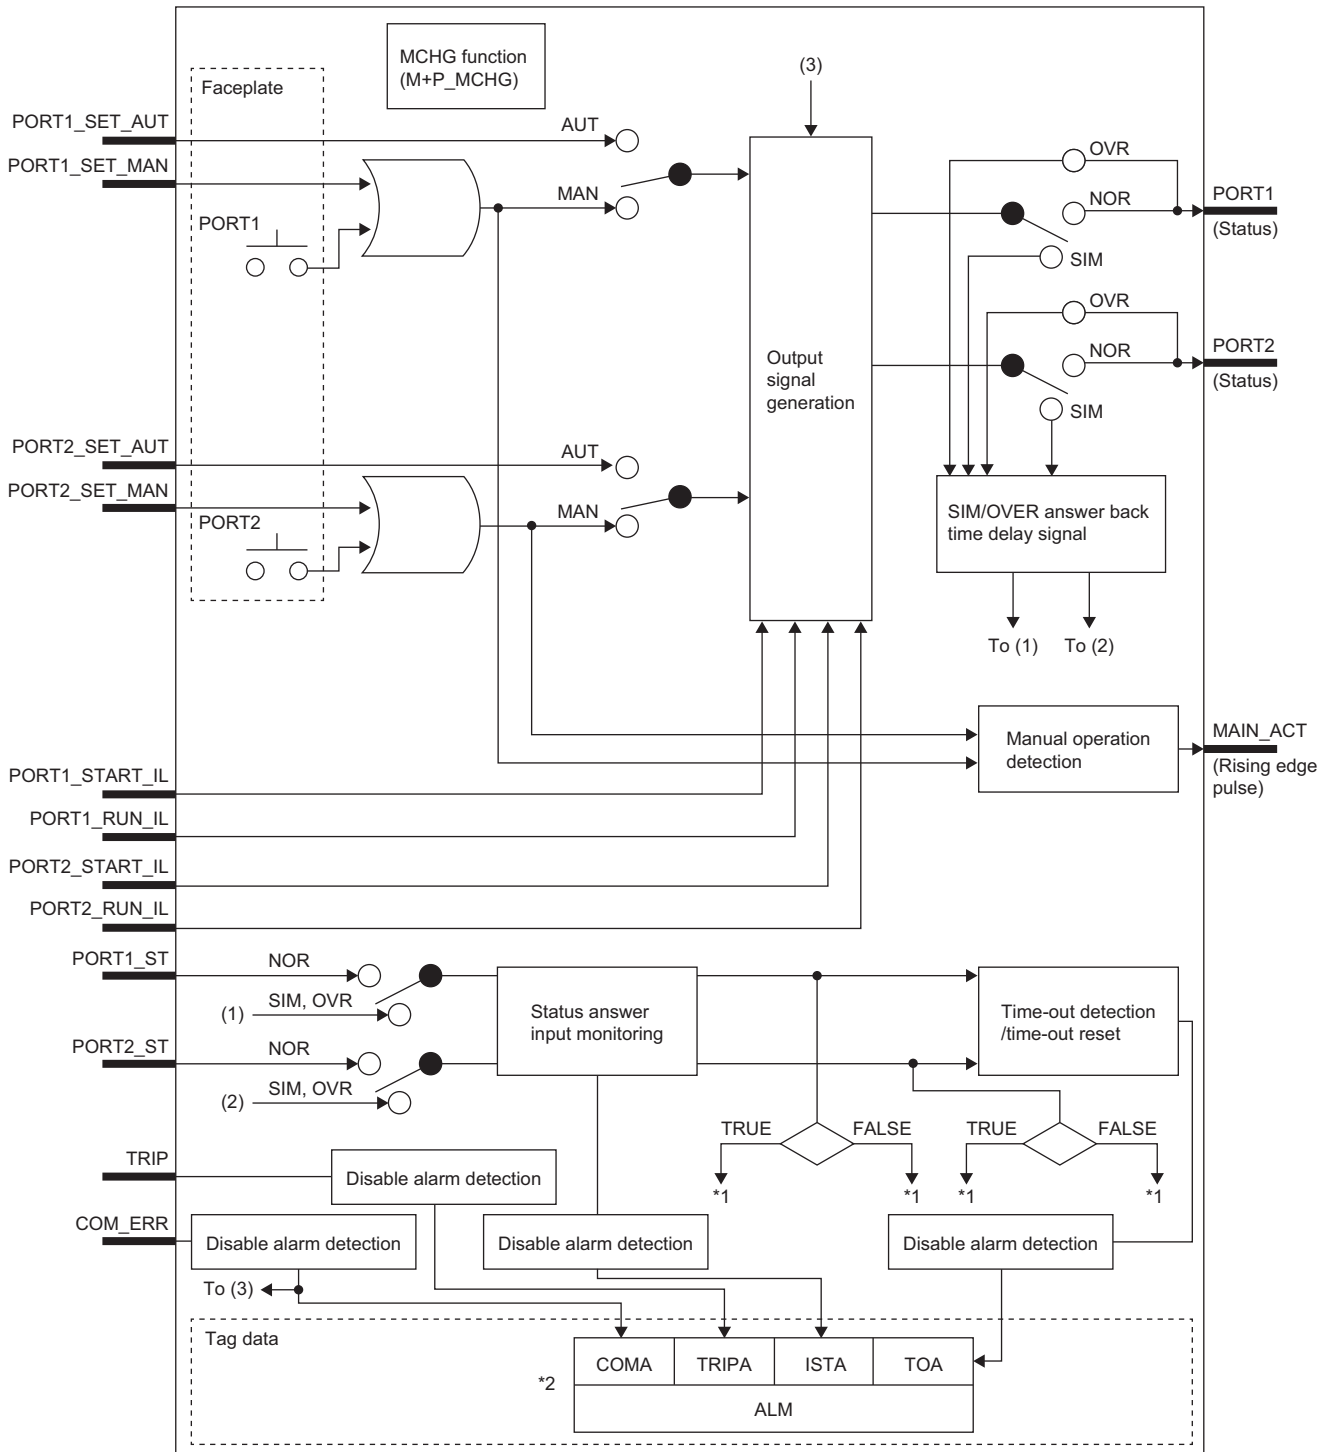 MCHG function
(M+P_MCHG)
(3)
Faceplate
PORT1_SET_AUT
AUT
OVR
PORT1_SET_MAN
MAN
NOR
PORT1
(Status)
PORT1
SIM
OVR
NOR
PORT2
(Status)
Output
signal
generation
SIM
PORT2_SET_AUT
AUT
PORT2_SET_MAN
MAN
PORT2
SIM/OVER answer back
time delay signal
To (1)
To (2)
Manual operation
detection
MAIN_ACT
(Rising edge
pulse)
PORT1_START_IL
PORT1_RUN_IL
PORT2_START_IL
PORT2_RUN_IL
PORT1_ST
NOR
(1)
SIM, OVR
Status answer
input monitoring
Time-out detection
/time-out reset
PORT2_ST
NOR
(2)
SIM, OVR
TRUE
FALSE
TRUE
FALSE
*1
*1
*1
*1
TRIP
Disable alarm detection
COM_ERR
Disable alarm detection
Disable alarm detection
Disable alarm detection
To (3)
Tag data
COMA
TRIPA
ISTA
TOA
*2
ALM